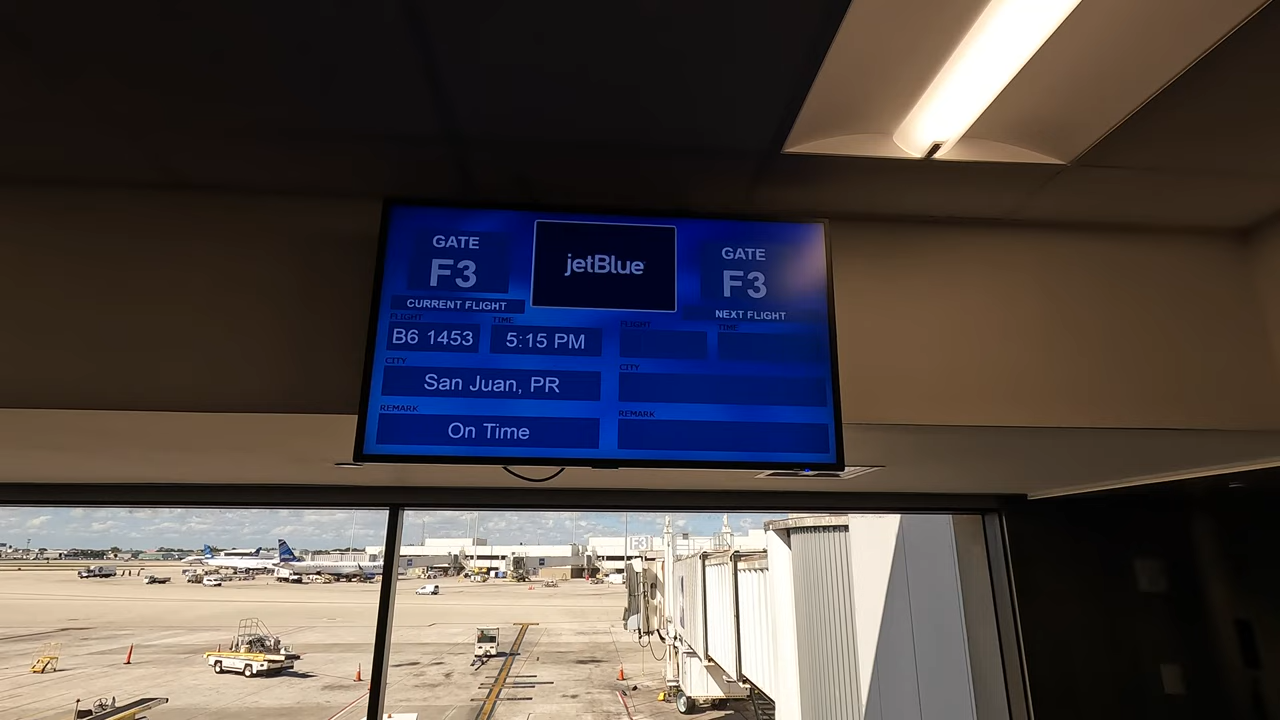 GATE
F3
CURRENT FLIGHT
FLIGHT TIME
B6 1453 5:15 PM
CITY
San Juan, PR
REMARK
On Time
jetBlue
GATE
F3
NEXT FLIGHT
FLIGHT TIME
CITY
REMARK
F3